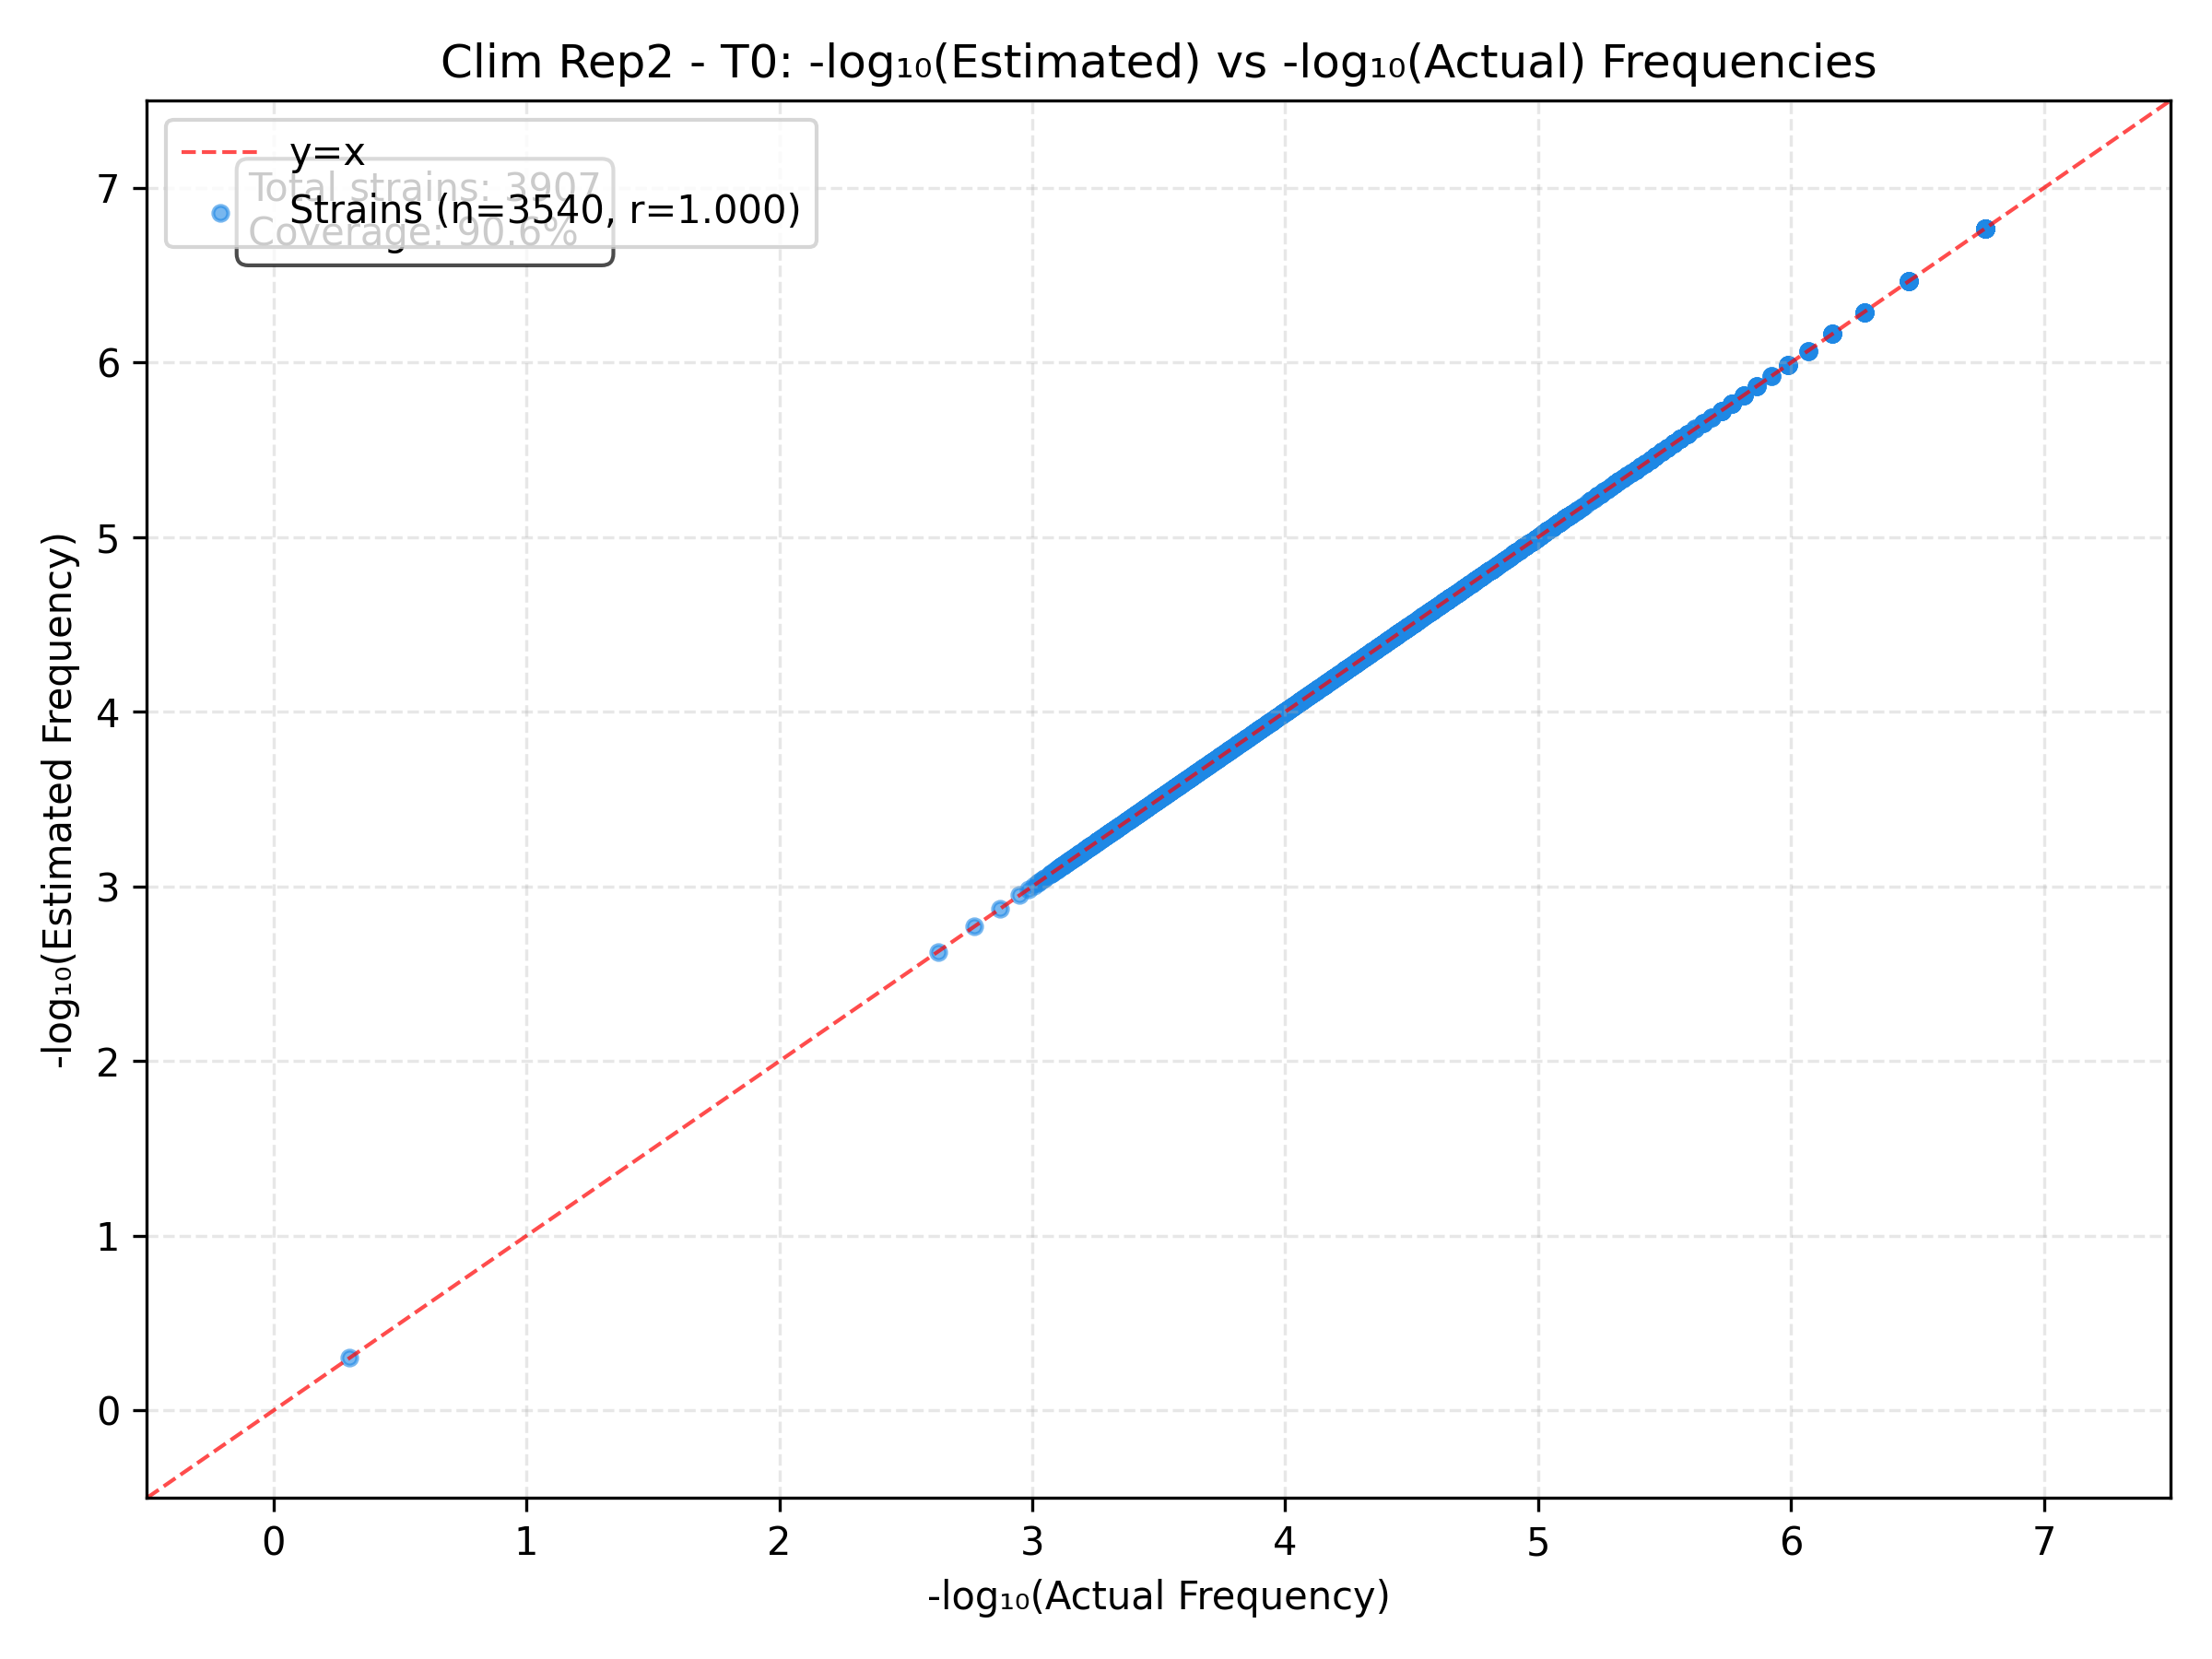 Clim Rep2 - T0: -log₁₀(Estimated) vs -log₁₀(Actual) Frequencies
y=x
Total strains: 3907
Strains (n=3540, r=1.000)
Coverage: 90.6%
-log₁₀(Estimated Frequency)
7
6
5
4
3
2
1
0
0
1
2
3
4
5
6
7
-log₁₀(Actual Frequency)